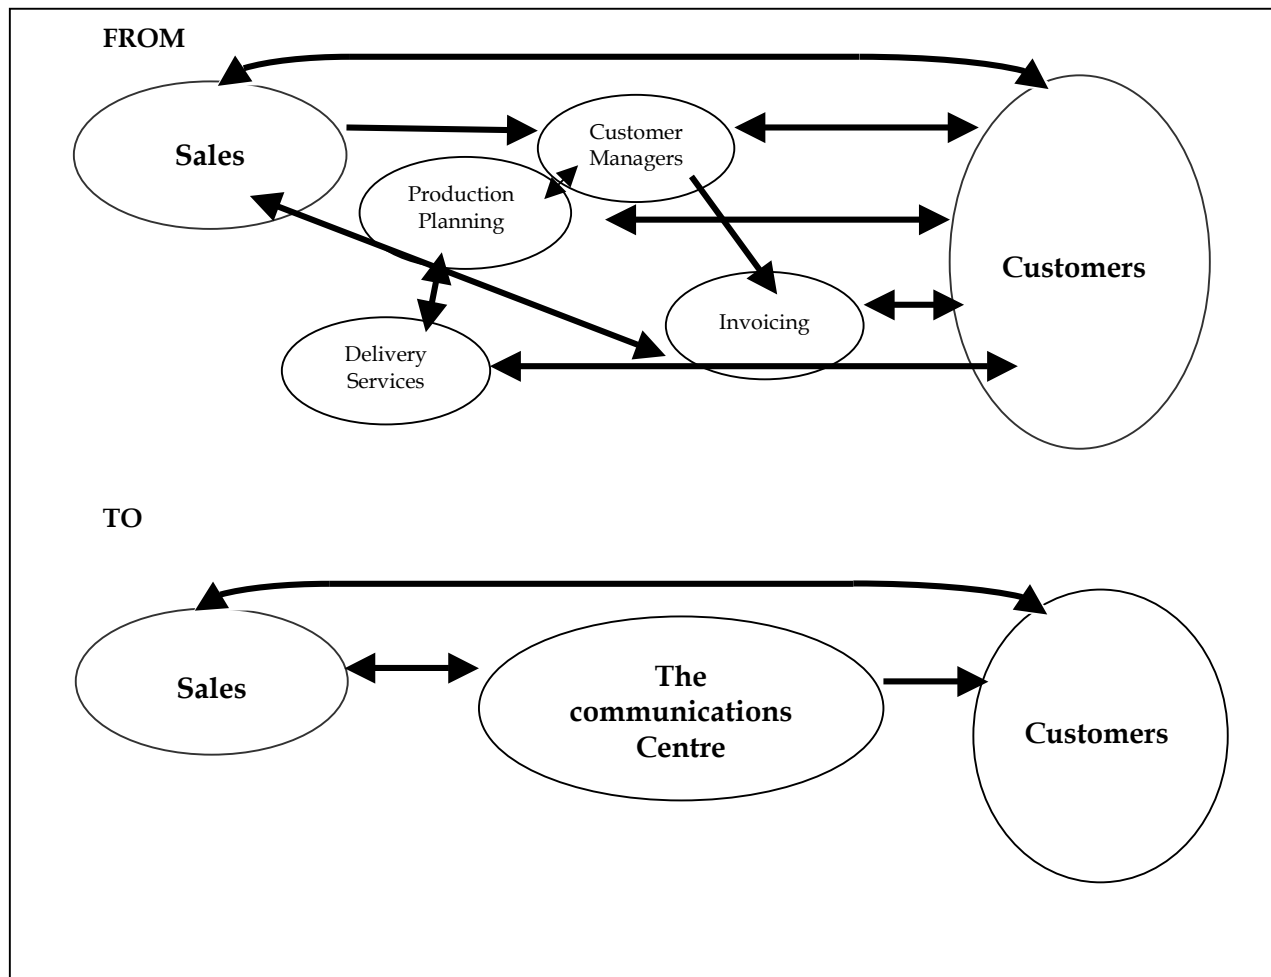 FROM
Sales
Customer
Managers
Production
Planning
Customers
Invoicing
Delivery
Services
TO
Sales
The
communications
Centre
Customers